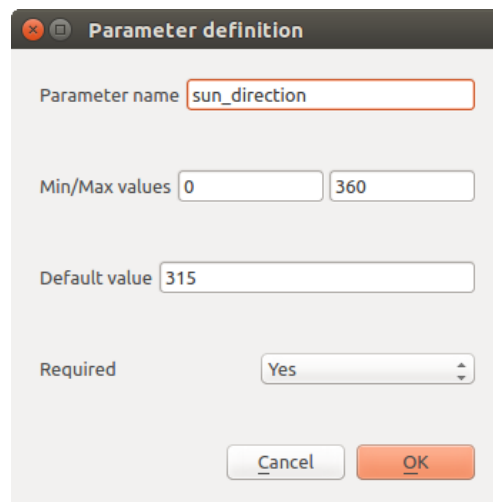 Parameter definition
Parameter name sun_direction
Min/Max values 0 360
Default value 315
Required Yes
Cancel OK